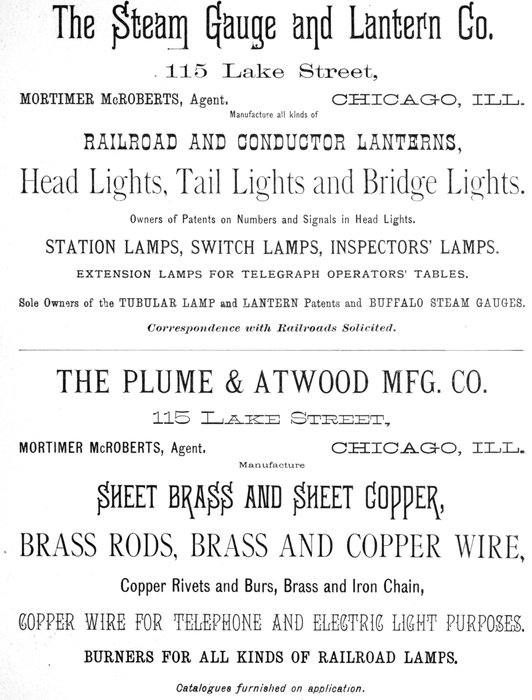 The Steam Gauge and Lantern Co.
115 Lake Street,
MORTIMER McROBERTS, Agent. CHICAGO, ILL.
Manufacture all kinds of
RAILROAD AND CONDUCTOR LANTERNS,
Head Lights, Tail Lights and Bridge Lights.
Owners of Patents on Numbers and Signals in Head Lights.
STATION LAMPS, SWITCH LAMPS, INSPECTORS' LAMPS.
EXTENSION LAMPS FOR TELEGRAPH OPERATORS' TABLES.
Sole Owners of the TUBULAR LAMP and LANTERN Patents and BUFFALO STEAM GAUGES.
Correspondence with Railroads Solicited.
THE PLUME & ATWOOD MFG. CO.
115 LAKE STREET,
MORTIMER McROBERTS, Agent. CHICAGO, ILL.
Manufacture
SHEET BRASS AND SHEET COPPER,
BRASS RODS, BRASS AND COPPER WIRE,
Copper Rivets and Burs, Brass and Iron Chain,
COPPER WIRE FOR TELEPHONE AND ELECTRIC LIGHT PURPOSES.
BURNERS FOR ALL KINDS OF RAILROAD LAMPS.
Catalogues furnished on application.